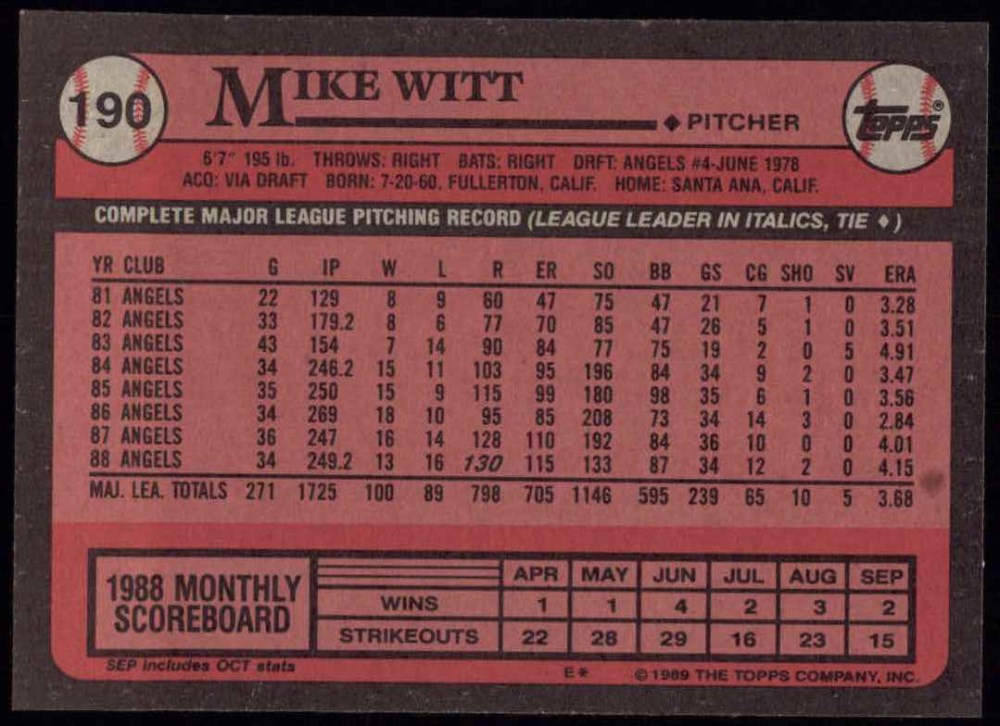 190
MIKE WITT
PITCHER
TOPPS®
6'7" 195 lb. THROWS: RIGHT BATS: RIGHT DRFT: ANGELS #4-JUNE 1978
ACQ: VIA DRAFT BORN: 7-20-60, FULLERTON, CALIF. HOME: SANTA ANA, CALIF.
COMPLETE MAJOR LEAGUE PITCHING RECORD (LEAGUE LEADER IN ITALICS, TIE ♦)
YR CLUB G IP W L R ER SO BB GS CG SHO SV ERA
81 ANGELS 22 129 8 9 60 47 75 47 21 7 1 0 3.28
82 ANGELS 33 179.2 8 6 77 70 85 47 26 5 1 0 3.51
83 ANGELS 43 154 7 14 90 84 77 75 19 2 0 5 4.91
84 ANGELS 34 246.2 15 11 103 95 196 84 34 9 2 0 3.47
85 ANGELS 35 250 15 9 115 99 180 98 35 6 1 0 3.56
86 ANGELS 34 269 18 10 95 85 208 73 34 14 3 0 2.84
87 ANGELS 36 247 16 14 128 110 192 84 36 10 0 0 4.01
88 ANGELS 34 249.2 13 16 130 115 133 87 34 12 2 0 4.15
MAJ. LEA. TOTALS 271 1725 100 89 798 705 1146 595 239 65 10 5 3.68
1988 MONTHLY
SCOREBOARD
APR MAY JUN JUL AUG SEP
WINS 1 1 4 2 3 2
STRIKEOUTS 22 28 29 16 23 15
SEP includes OCT stats
E* © 1989 THE TOPPS COMPANY, INC.